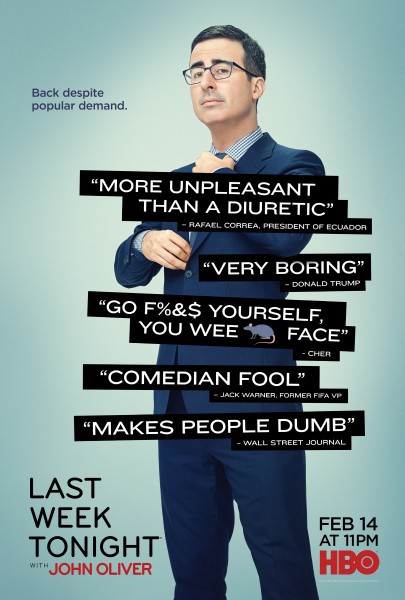 Back despite
popular demand.
“MORE UNPLEASANT
THAN A DIURETIC”
– RAFAEL CORREA, PRESIDENT OF ECUADOR
“VERY BORING”
– DONALD TRUMP
“GO F%&$ YOURSELF,
YOU WEE 🐀 FACE”
- CHER
“COMEDIAN FOOL”
– JACK WARNER, FORMER FIFA VP
“MAKES PEOPLE DUMB”
– WALL STREET JOURNAL
LAST
WEEK
TONIGHT
WITH JOHN OLIVER
FEB 14
AT 11PM
HBO